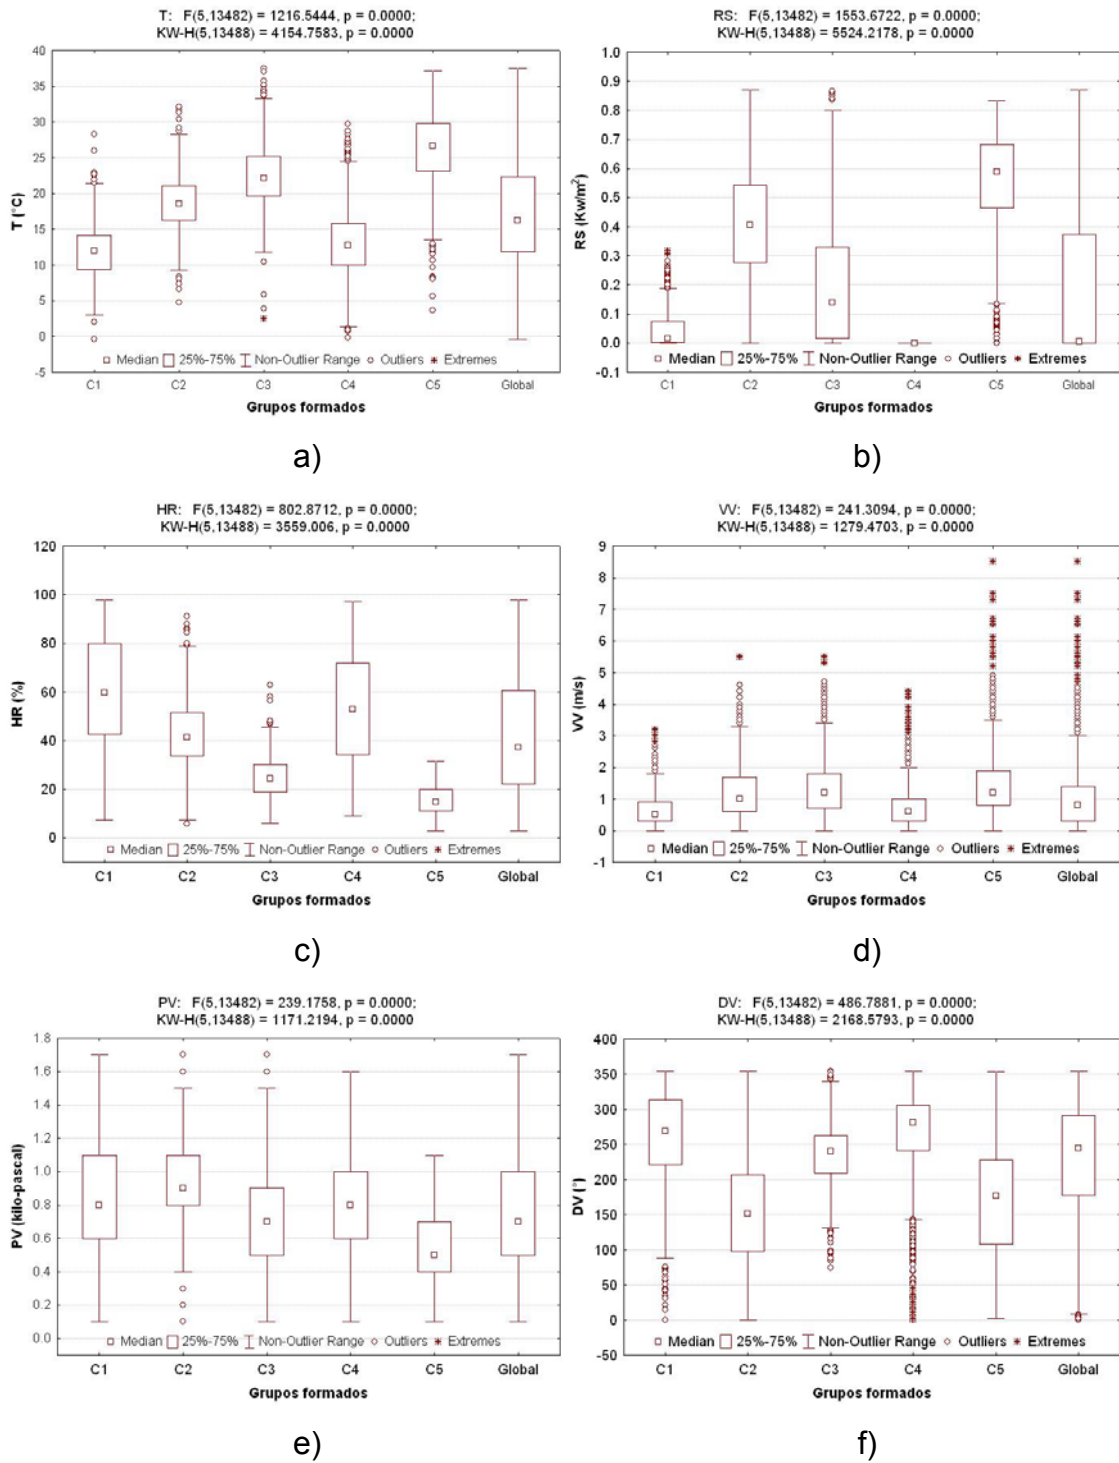 T: F(5,13482) = 1216.5444, p = 0.0000;
KW-H(5,13488) = 4154.7583, p = 0.0000
40
35
30
25
20
15
10
5
0
-5
T (°C)
Median 25%-75% Non-Outlier Range Outliers Extremes
C1 C2 C3 C4 C5 Global
Grupos formados
a)
RS: F(5,13482) = 1553.6722, p = 0.0000;
KW-H(5,13488) = 5524.2178, p = 0.0000
1.0
0.9
0.8
0.7
0.6
0.5
0.4
0.3
0.2
0.1
0.0
-0.1
RS (Kw/m²)
Median 25%-75% Non-Outlier Range Outliers Extremes
C1 C2 C3 C4 C5 Global
Grupos formados
b)
HR: F(5,13482) = 802.8712, p = 0.0000;
KW-H(5,13488) = 3559.006, p = 0.0000
120
100
80
60
40
20
0
HR (%)
Median 25%-75% Non-Outlier Range Outliers Extremes
C1 C2 C3 C4 C5 Global
Grupos formados
c)
VV: F(5,13482) = 241.3094, p = 0.0000;
KW-H(5,13488) = 1279.4703, p = 0.0000
9
8
7
6
5
4
3
2
1
0
-1
VV (m/s)
Median 25%-75% Non-Outlier Range Outliers Extremes
C1 C2 C3 C4 C5 Global
Grupos formados
d)
PV: F(5,13482) = 239.1758, p = 0.0000;
KW-H(5,13488) = 1171.2194, p = 0.0000
1.8
1.6
1.4
1.2
1.0
0.8
0.6
0.4
0.2
0.0
PV (kilo-pascal)
Median 25%-75% Non-Outlier Range Outliers Extremes
C1 C2 C3 C4 C5 Global
Grupos formados
e)
DV: F(5,13482) = 486.7881, p = 0.0000;
KW-H(5,13488) = 2168.5793, p = 0.0000
400
350
300
250
200
150
100
50
0
-50
DV (°)
Median 25%-75% Non-Outlier Range Outliers Extremes
C1 C2 C3 C4 C5 Global
Grupos formados
f)